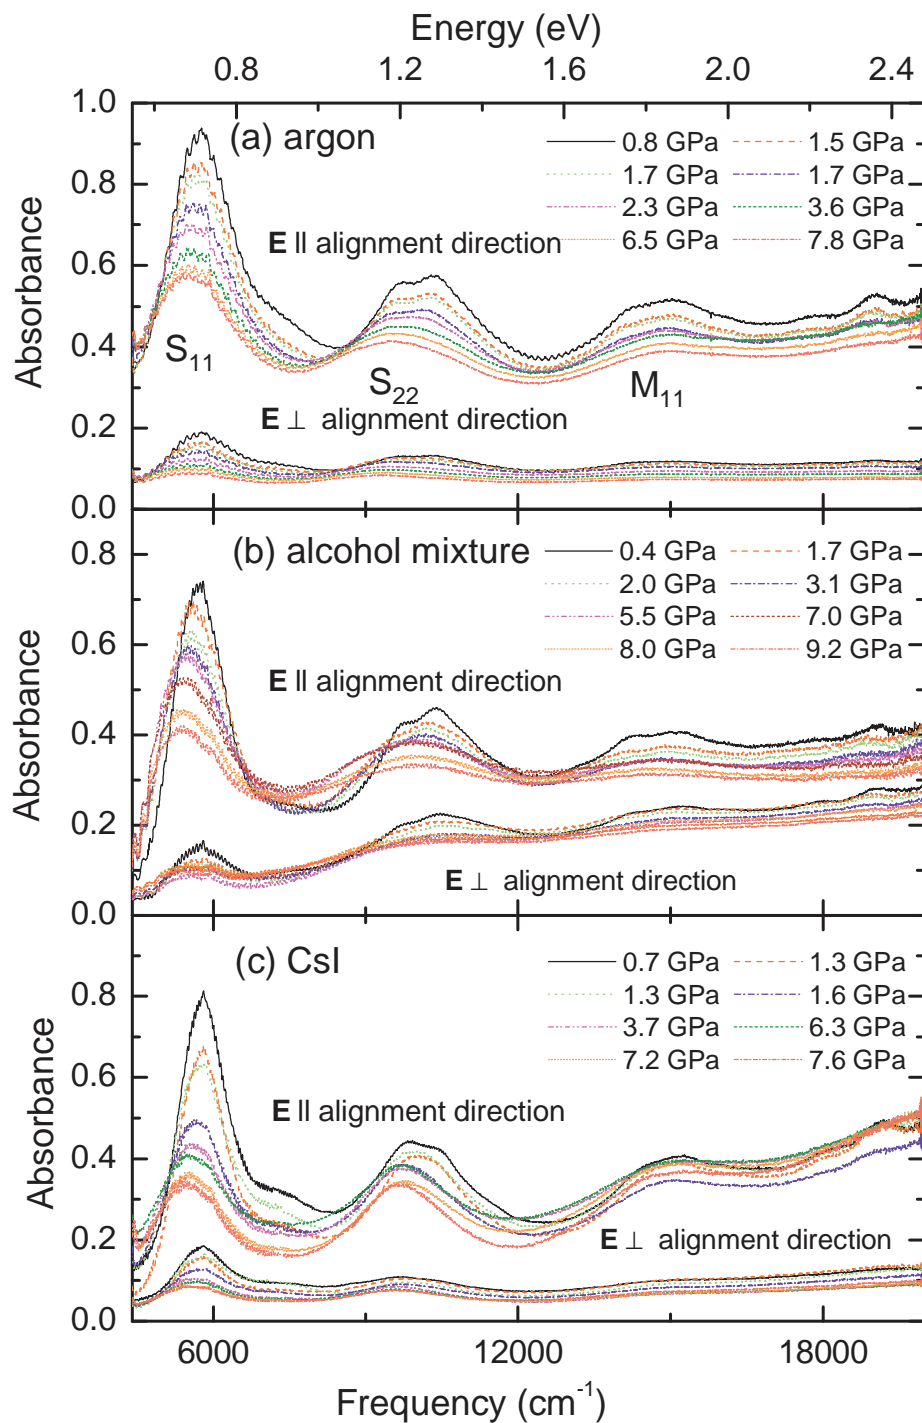 Energy (eV)
0.8 1.2 1.6 2.0 2.4
1.0
(a) argon
0.8 GPa 1.5 GPa
1.7 GPa 1.7 GPa
2.3 GPa 3.6 GPa
6.5 GPa 7.8 GPa
0.8
E || alignment direction
0.6
Absorbance
0.4
S11
S22
M11
E ⊥ alignment direction
0.2
0.0
(b) alcohol mixture
0.4 GPa 1.7 GPa
2.0 GPa 3.1 GPa
5.5 GPa 7.0 GPa
8.0 GPa 9.2 GPa
0.8
0.6
E || alignment direction
Absorbance
0.4
0.2
E ⊥ alignment direction
0.0
(c) CsI
0.7 GPa 1.3 GPa
1.3 GPa 1.6 GPa
3.7 GPa 6.3 GPa
7.2 GPa 7.6 GPa
0.8
0.6
E || alignment direction
Absorbance
0.4
0.2
E ⊥ alignment direction
0.0
6000 12000 18000
Frequency (cm-1)